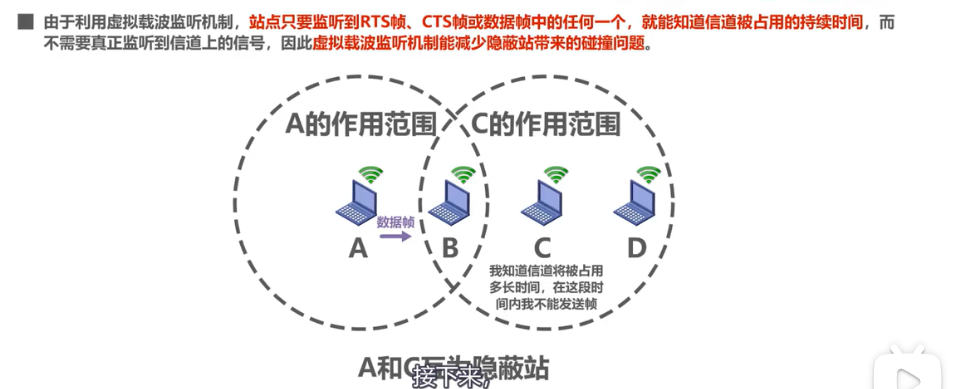 由于利用虚拟载波监听机制，站点只要监听到RTS帧、CTS帧或数据帧中的任何一个，就能知道信道被占用的持续时间，而
不需要真正监听到信道上的信号，因此虚拟载波监听机制能减少隐蔽站带来的碰撞问题。
A的作用范围
C的作用范围
数据帧
A
B
C
D
我知道信道将被占用
多长时间，在这段时
间内我不能发送帧
A和C互为隐蔽站
接下来，